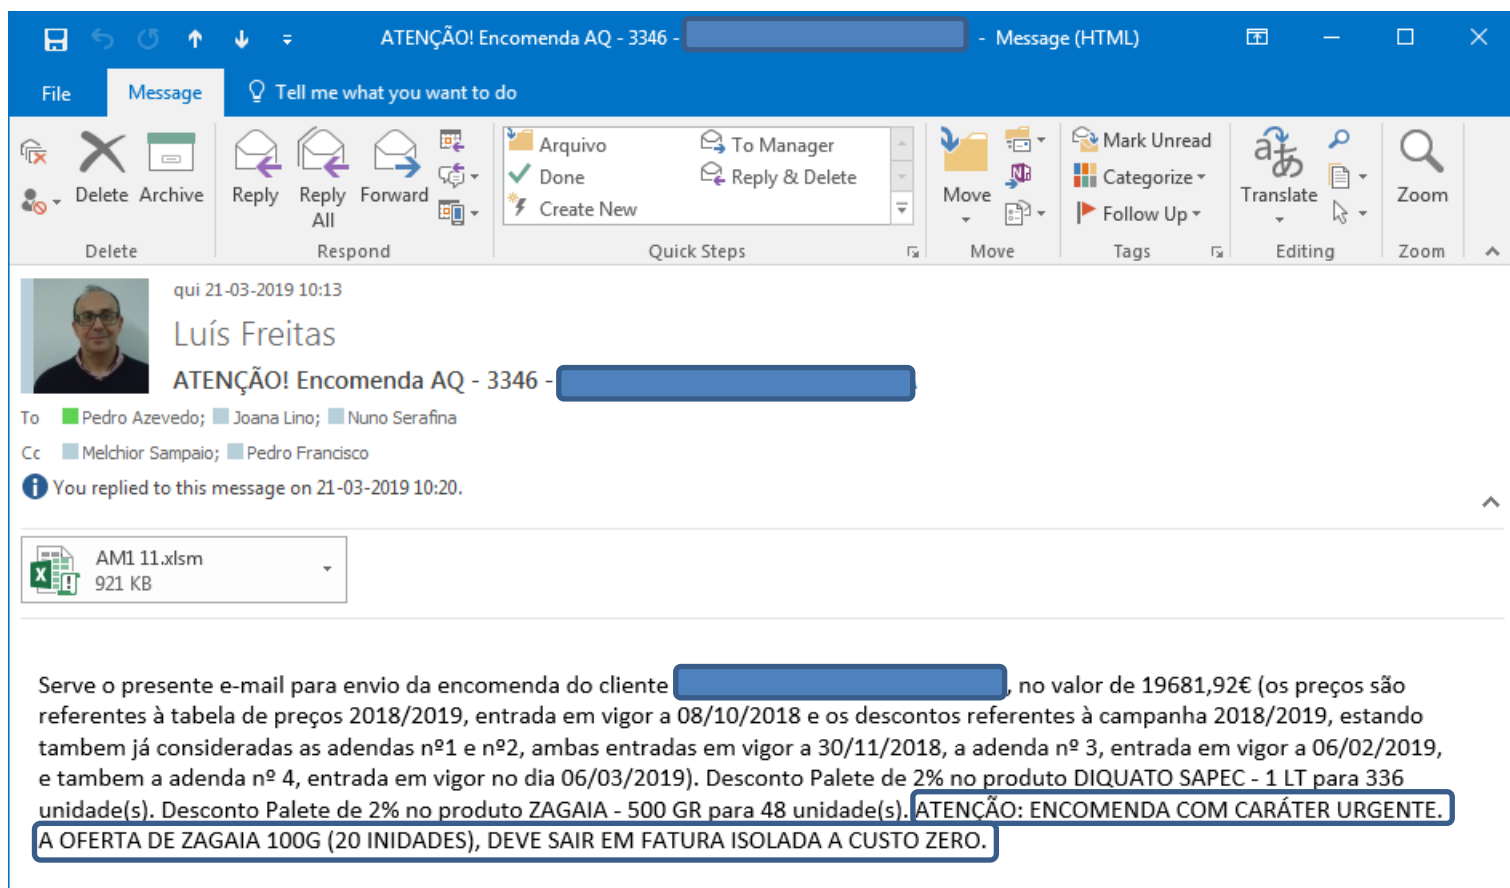 ATENÇÃO! Encomenda AQ - 3346 - - Message (HTML)
File Message Tell me what you want to do
Delete Archive Reply Reply All Forward
Arquivo To Manager
Done Reply & Delete
Create New
Move Mark Unread
Categorize
Follow Up
Translate Zoom
Delete Respond Quick Steps Move Tags Editing Zoom
qui 21-03-2019 10:13
Luís Freitas
ATENÇÃO! Encomenda AQ - 3346 -
To Pedro Azevedo; Joana Lino; Nuno Serafina
Cc Melchior Sampaio; Pedro Francisco
You replied to this message on 21-03-2019 10:20.
AM1 11.xlsm
921 KB
Serve o presente e-mail para envio da encomenda do cliente , no valor de 19681,92€ (os preços são
referentes à tabela de preços 2018/2019, entrada em vigor a 08/10/2018 e os descontos referentes à campanha 2018/2019, estando
tambem já consideradas as adendas nº1 e nº2, ambas entradas em vigor a 30/11/2018, a adenda nº 3, entrada em vigor a 06/02/2019,
e tambem a adenda nº 4, entrada em vigor no dia 06/03/2019). Desconto Palete de 2% no produto DIQUATO SAPEC - 1 LT para 336
unidade(s). Desconto Palete de 2% no produto ZAGAIA - 500 GR para 48 unidade(s). ATENÇÃO: ENCOMENDA COM CARÁTER URGENTE.
A OFERTA DE ZAGAIA 100G (20 INIDADES), DEVE SAIR EM FATURA ISOLADA A CUSTO ZERO.